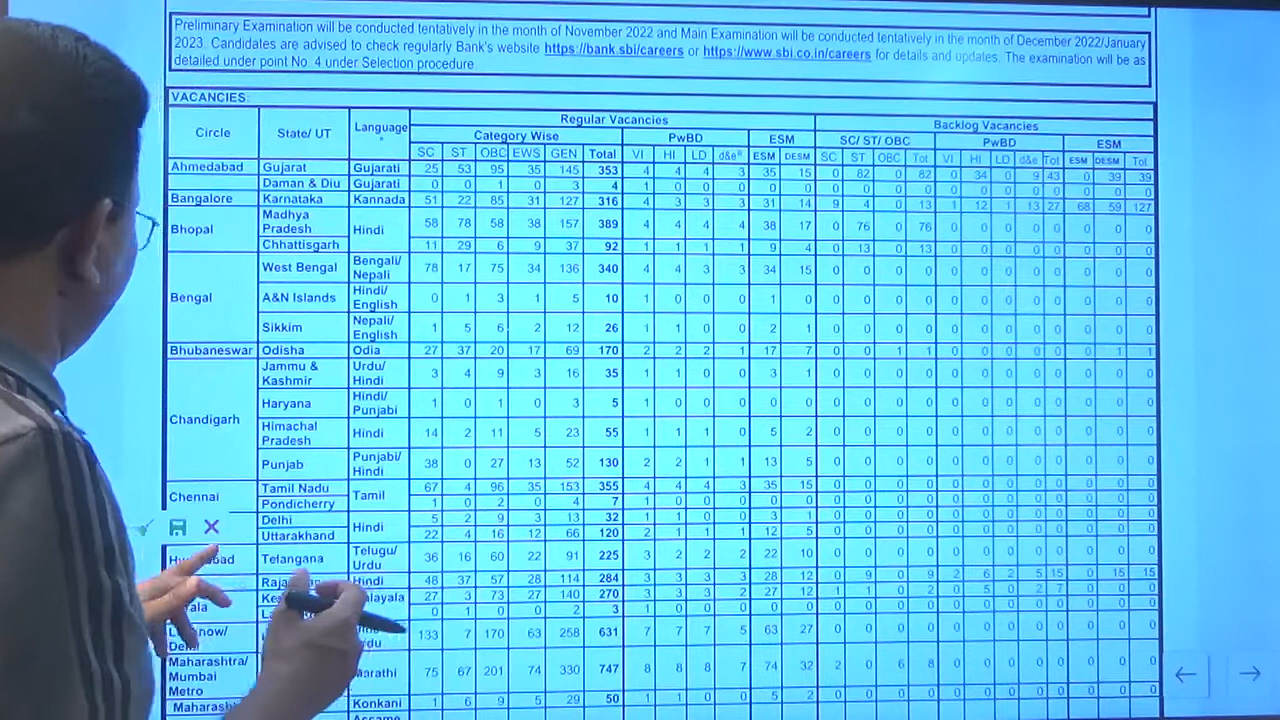 Preliminary Examination will be conducted tentatively in the month of November 2022 and Main Examination will be conducted tentatively in the month of December 2022/January
2023. Candidates are advised to check regularly Bank's website https://bank.sbi/careers or https://www.sbi.co.in/careers for details and updates. The examination will be as
detailed under point No. 4 under Selection procedure
VACANCIES:
Circle State/ UT Language * Regular Vacancies Backlog Vacancies
Category Wise PwBD ESM SC/ ST/ OBC PwBD ESM
SC ST OBC EWS GEN Total VI HI LD d&e ESM DESM SC ST OBC Tot VI HI LD d&e Tot ESM DESM Tot
Ahmedabad Gujarat Gujarati 25 53 95 35 145 353 4 4 4 3 35 15 0 82 0 82 0 34 0 9 43 0 39 39
Daman & Diu Gujarati 0 0 1 0 3 4 1 0 0 0 0 0 0 0 0 0 0 0 0 0 0 0 0 0
Bangalore Karnataka Kannada 51 22 85 31 127 316 4 3 3 3 31 14 9 4 0 13 1 12 1 13 27 68 59 127
Bhopal Madhya Pradesh Hindi 58 78 58 38 157 389 4 4 4 4 38 17 0 76 0 76 0 0 0 0 0 0 0 0
Chhattisgarh 11 29 6 9 37 92 1 1 1 1 9 4 0 13 0 13 0 0 0 0 0 0 0 0
Bengal West Bengal Bengali/ Nepali 78 17 75 34 136 340 4 4 3 3 34 15 0 0 0 0 0 0 0 0 0 0 0 0
A&N Islands Hindi/ English 0 1 3 1 5 10 1 0 0 0 1 0 0 0 0 0 0 0 0 0 0 0 0 0
Sikkim Nepali/ English 1 5 6 2 12 26 1 1 0 0 2 1 0 0 0 0 0 0 0 0 0 0 0 0
Bhubaneswar Odisha Odia 27 37 20 17 69 170 2 2 2 1 17 7 0 0 1 1 0 0 0 0 0 0 1 1
Chandigarh Jammu & Kashmir Urdu/ Hindi 3 4 9 3 16 35 1 1 0 0 3 1 0 0 0 0 0 0 0 0 0 0 0 0
Haryana Hindi/ Punjabi 1 0 1 0 3 5 1 0 0 0 0 0 0 0 0 0 0 0 0 0 0 0 0 0
Himachal Pradesh Hindi 14 2 11 5 23 55 1 1 1 0 5 2 0 0 0 0 0 0 0 0 0 0 0 0
Punjab Punjabi/ Hindi 38 0 27 13 52 130 2 2 1 1 13 5 0 0 0 0 0 0 0 0 0 0 0 0
Chennai Tamil Nadu Tamil 67 4 96 35 153 355 4 4 4 3 35 15 0 0 0 0 0 0 0 0 0 0 0 0
Pondicherry 1 0 2 0 4 7 1 0 0 0 0 0 0 0 0 0 0 0 0 0 0 0 0 0
Delhi Hindi 5 2 9 3 13 32 1 1 0 0 3 1 0 0 0 0 0 0 0 0 0 0 0 0
Uttarakhand 22 4 16 12 66 120 2 1 1 1 12 5 0 0 0 0 0 0 0 0 0 0 0 0
Telangana Telugu/ Urdu 36 16 60 22 91 225 3 2 2 2 22 10 0 0 0 0 0 0 0 0 0 0 0 0
Hindi 48 37 57 28 114 284 3 3 3 3 28 12 0 9 0 9 2 6 2 5 15 0 15 15
27 3 73 27 140 270 3 3 3 2 27 12 1 1 0 2 0 5 0 2 7 0 0 0
0 1 0 0 2 3 1 0 0 0 0 0 0 0 0 0 0 0 0 0 0 0 0 0
133 7 170 63 258 631 7 7 7 5 63 27 0 0 0 0 0 0 0 0 0 0 0 0
Maharashtra/ Mumbai Metro 75 67 201 74 330 747 8 8 8 7 74 32 2 0 6 8 0 0 0 0 0 0 0 0
Konkani 1 6 9 5 29 50 1 1 0 0 5 2 0 0 0 0 0 0 0 0 0 0 0 0